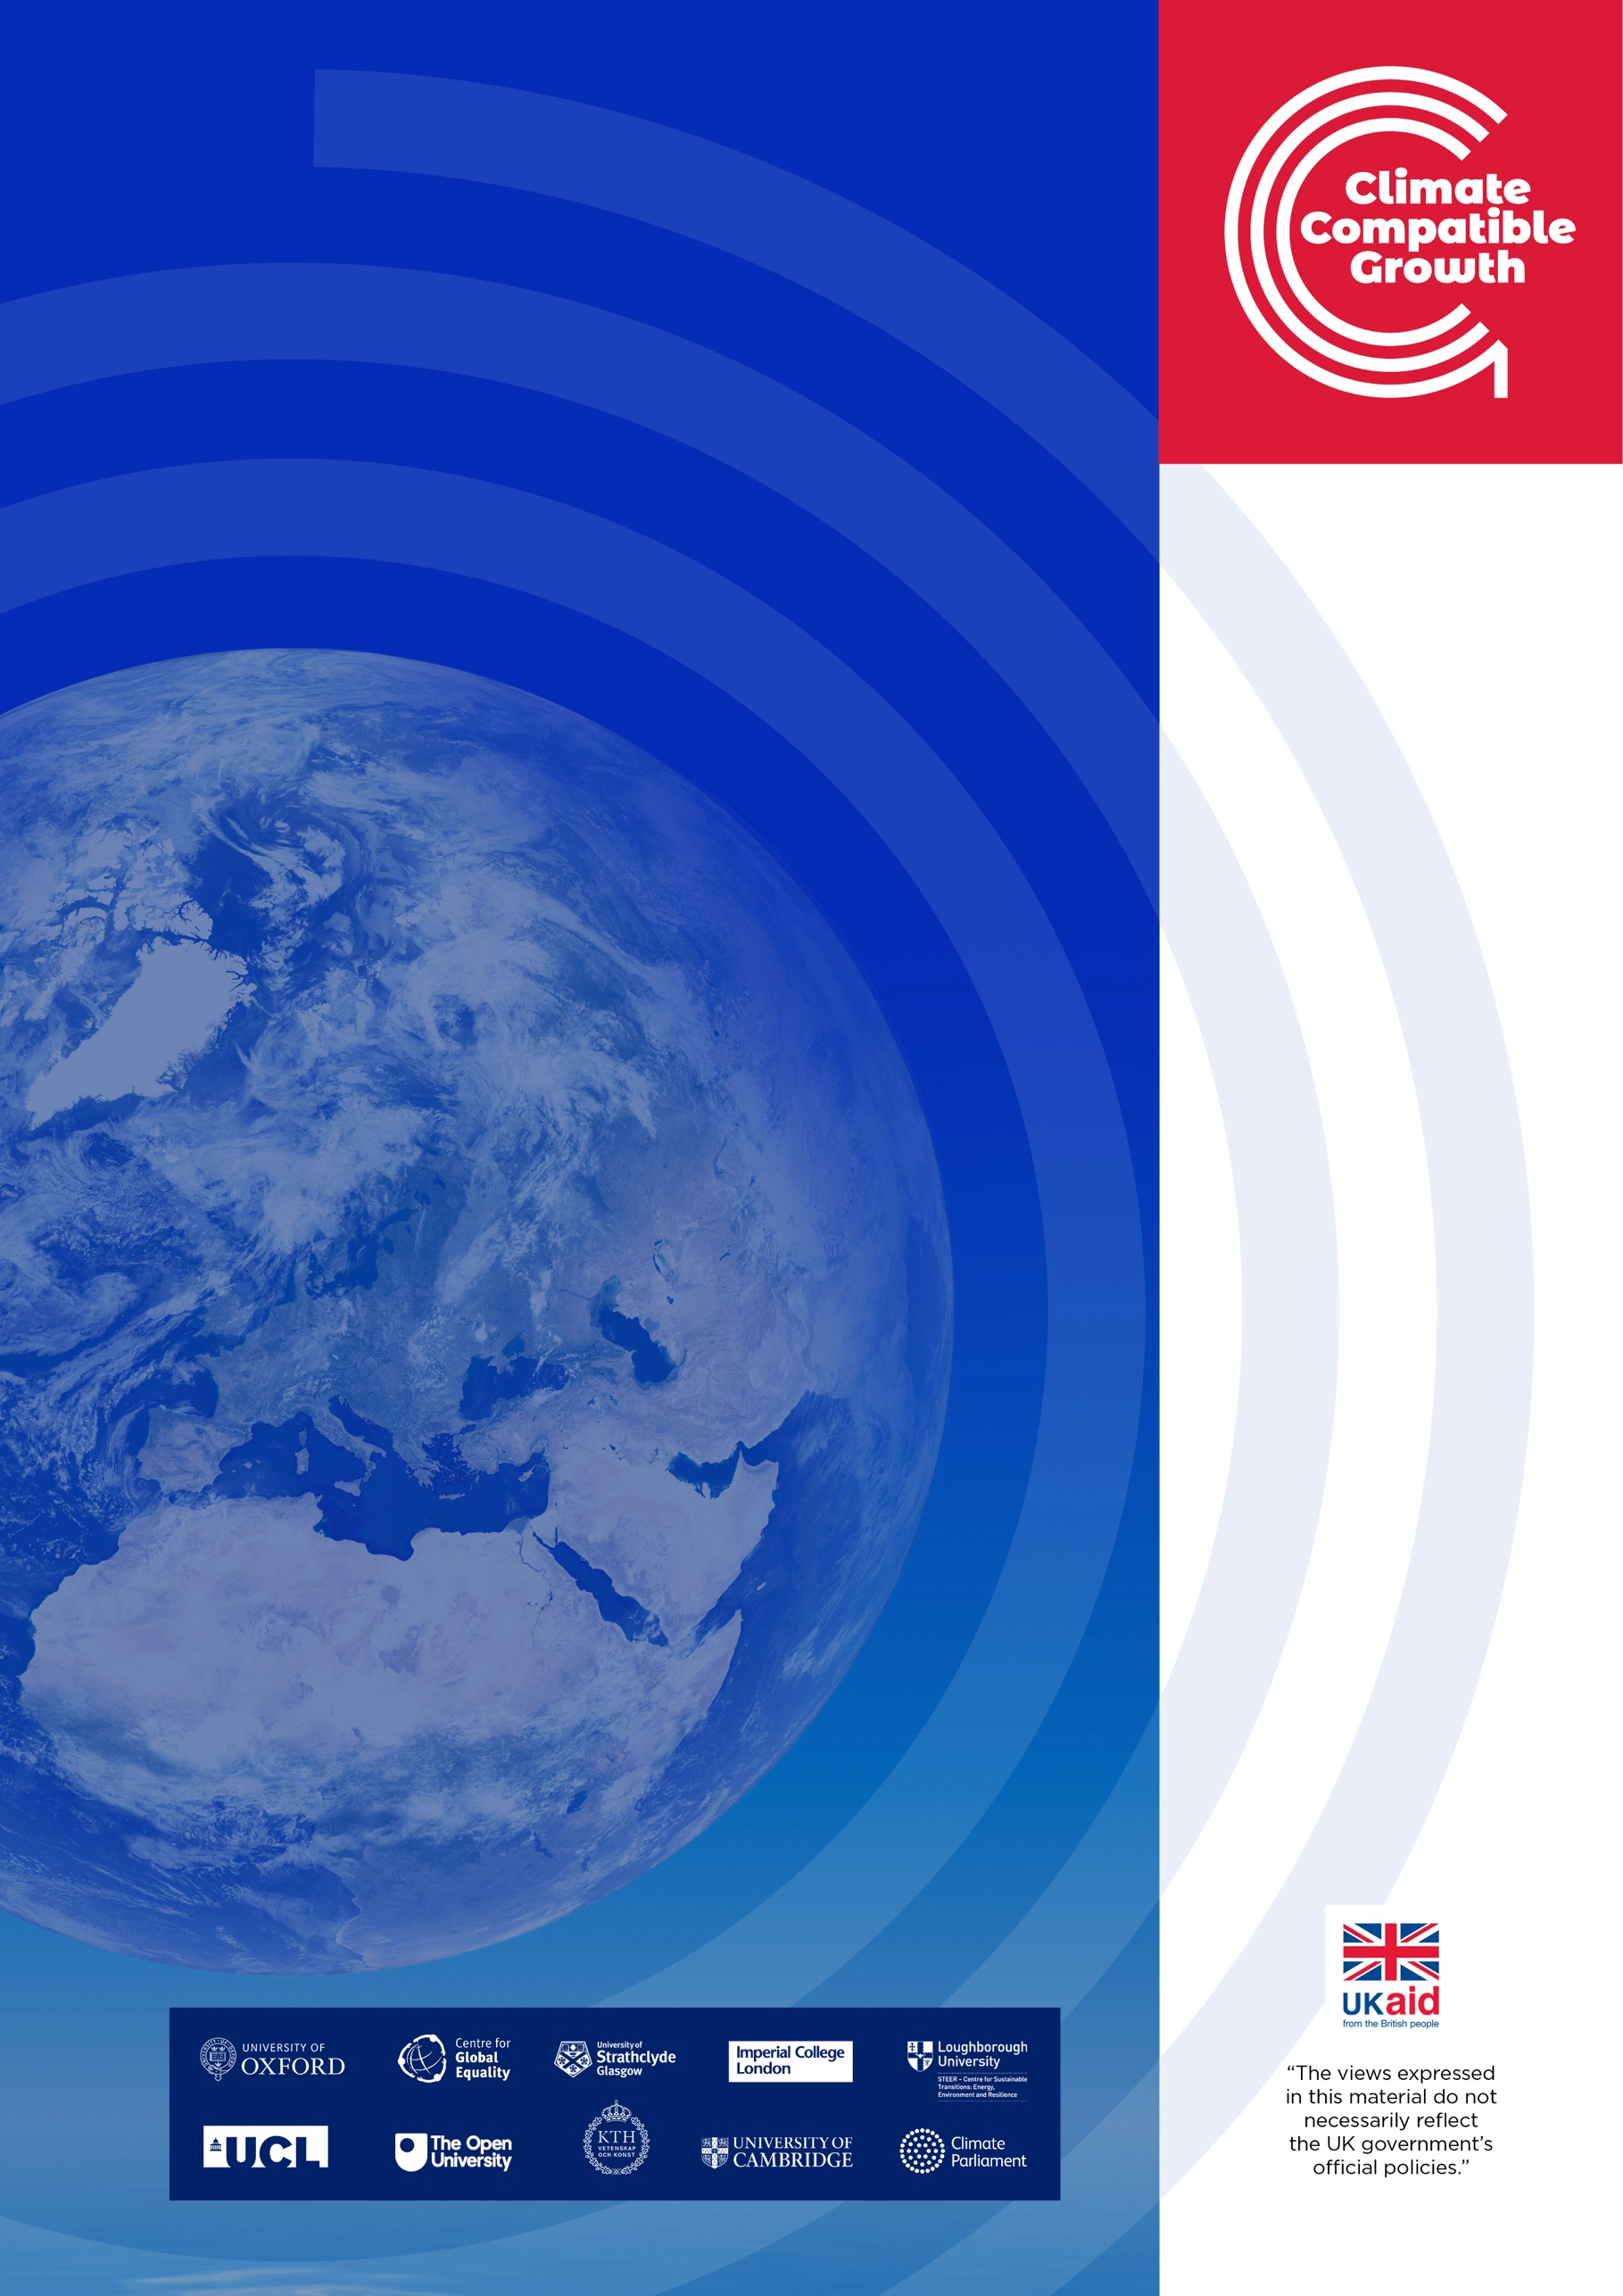 Climate
Compatible
Growth
UNIVERSITY OF
OXFORD
Centre for
Global
Equality
University of
Strathclyde
Glasgow
Imperial College
London
Loughborough
University
STEER – Centre for Sustainable
Transitions: Energy,
Environment and Resilience
UCL
The Open
University
KTH
VETENSKAP
OCH KONST
UNIVERSITY OF
CAMBRIDGE
Climate
Parliament
UKaid
from the British people
“The views expressed
in this material do not
necessarily reflect
the UK government’s
official policies.”